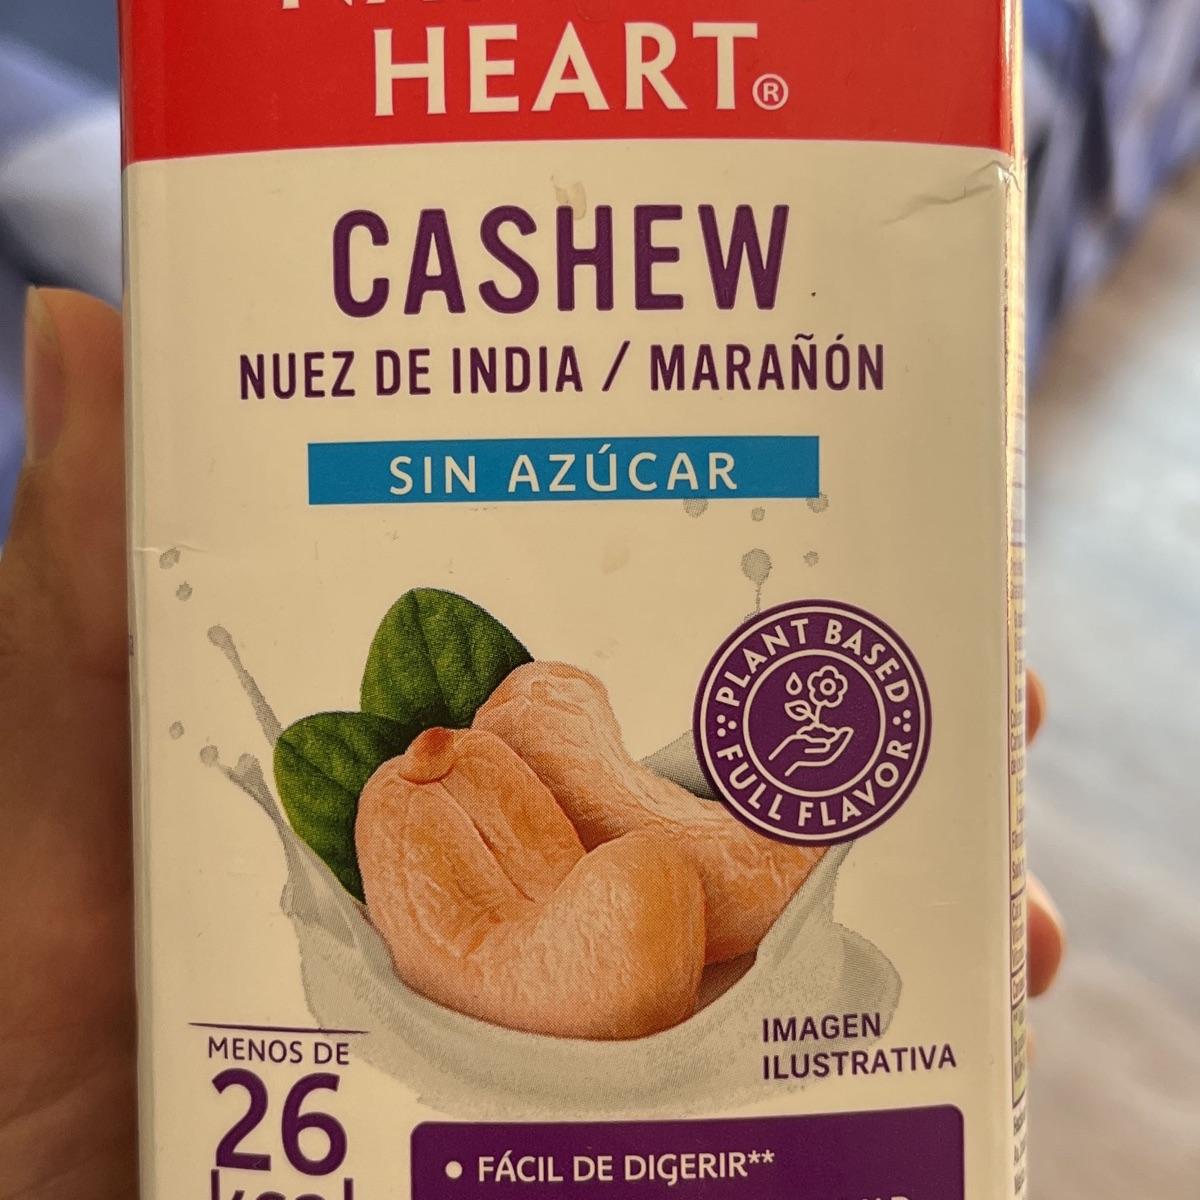 HEART®
CASHEW
NUEZ DE INDIA / MARAÑÓN
SIN AZÚCAR
PLANT BASED
FULL FLAVOR
IMAGEN
ILUSTRATIVA
MENOS DE
26
kcal
• FÁCIL DE DIGERIR**